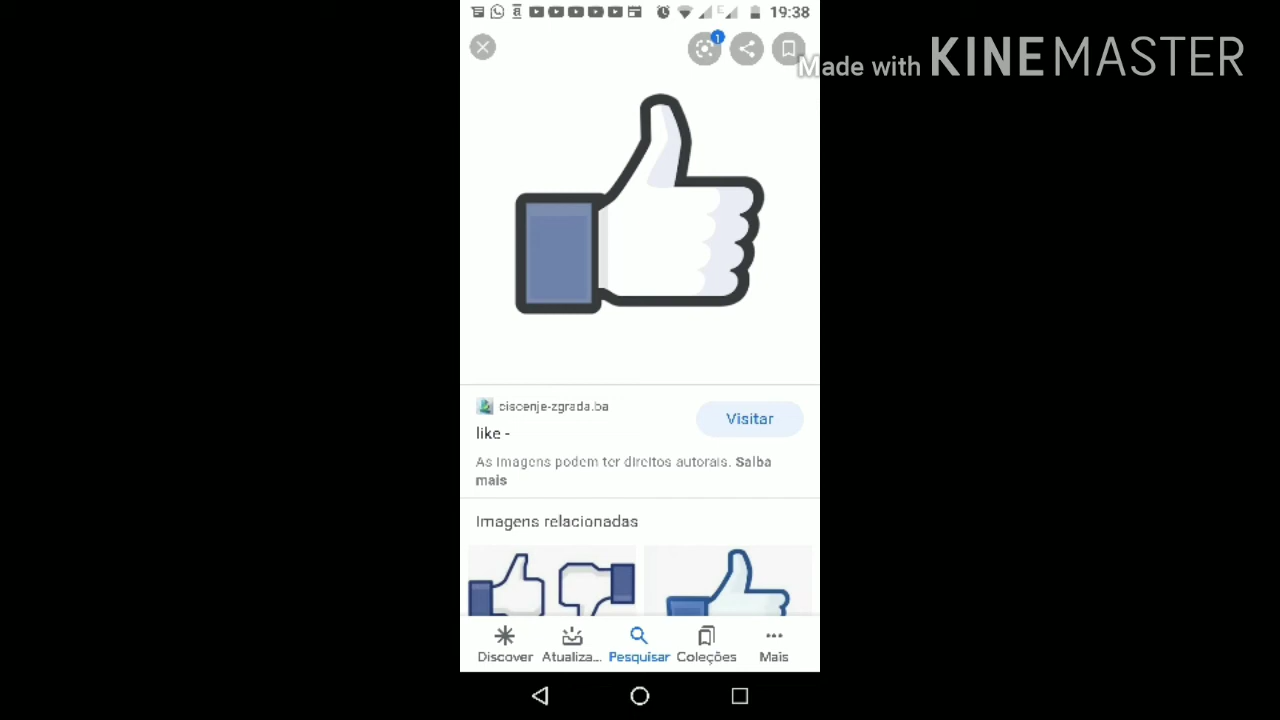 19:38
1
Made with KINEMASTER
ciscenje-zgrada.ba
Visitar
like -
As imagens podem ter direitos autorais. Saiba
mais
Imagens relacionadas
Discover Atualiza... Pesquisar Coleções Mais